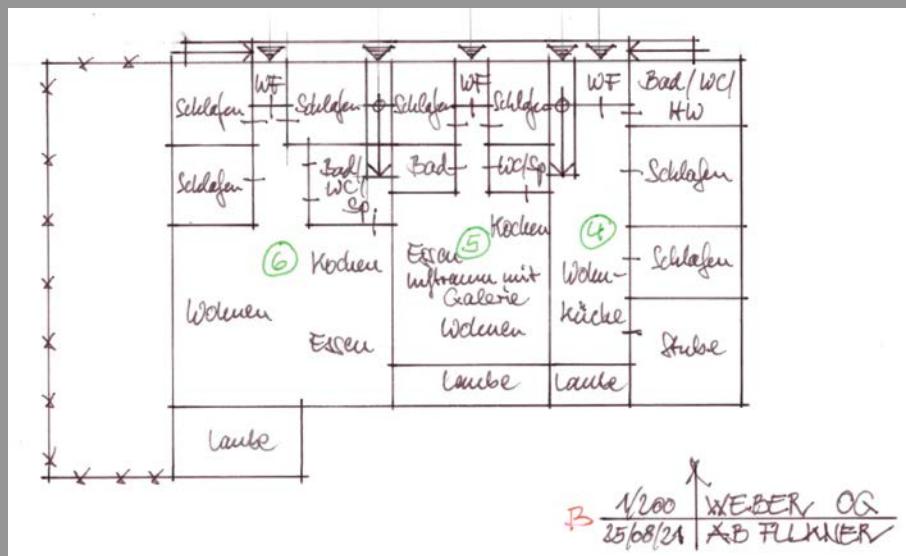 WF
WF
WF
Bad/WC/
HW
Schlafen
Schlafen
Schlafen
Schlafen
Schlafen
Bad/
WC/
Sp
Bad
WC/Sp
Schlafen
6
Kochen
Wohnen
Essen
5
Kochen
Essen
Luftraum mit
Galerie
Wohnen
4
Wohn-
küche
Schlafen
Stube
Laube
Laube
Laube
B
1/200 WEBER OG
25/08/21 AB